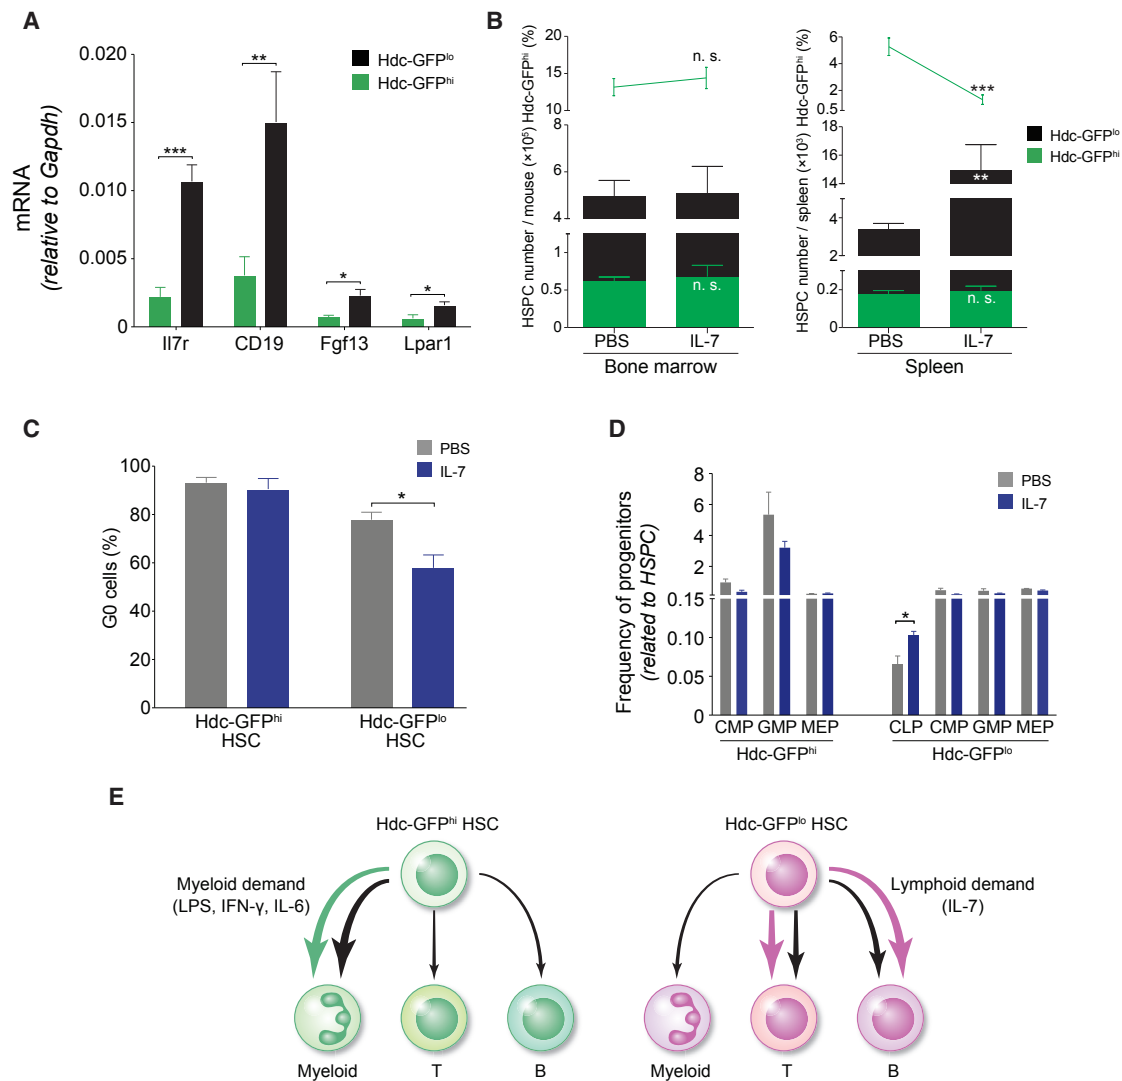 A
mRNA
(relative to Gapdh)
0.020
0.015
0.010
0.005
0
***
**
*
*
Hdc-GFPˡᵒ
Hdc-GFPʰⁱ
Il7r
CD19
Fgf13
Lpar1
B
HSPC number / mouse (×10⁵) Hdc-GFPʰⁱ (%)
20
15
10
8
6
4
1
0.5
0
n. s.
n. s.
PBS
IL-7
Bone marrow
HSPC number / spleen (×10³) Hdc-GFPʰⁱ (%)
6
2
0.5
18
16
14
4
2
0.2
0
***
**
n. s.
PBS
IL-7
Spleen
Hdc-GFPˡᵒ
Hdc-GFPʰⁱ
C
G0 cells (%)
100
80
60
40
20
0
PBS
IL-7
*
Hdc-GFPʰⁱ
HSC
Hdc-GFPˡᵒ
HSC
D
Frequency of progenitors
(related to HSPC)
8
6
4
2
0.15
0.10
0.05
0
PBS
IL-7
*
CMP GMP MEP
Hdc-GFPʰⁱ
CLP CMP GMP MEP
Hdc-GFPˡᵒ
E
Hdc-GFPʰⁱ HSC
Myeloid demand
(LPS, IFN-γ, IL-6)
Myeloid
T
B
Hdc-GFPˡᵒ HSC
Lymphoid demand
(IL-7)
Myeloid
T
B